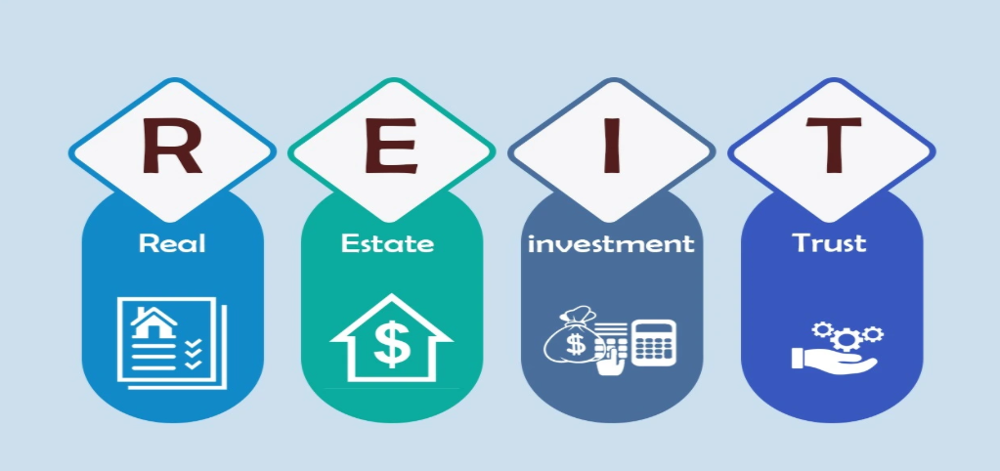 R E I T
Real Estate investment Trust
$ $